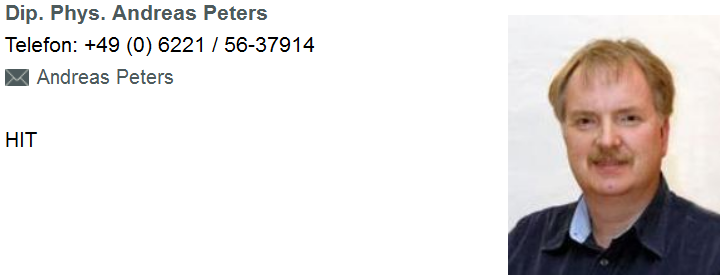 Dip. Phys. Andreas Peters
Telefon: +49 (0) 6221 / 56-37914
Andreas Peters
HIT